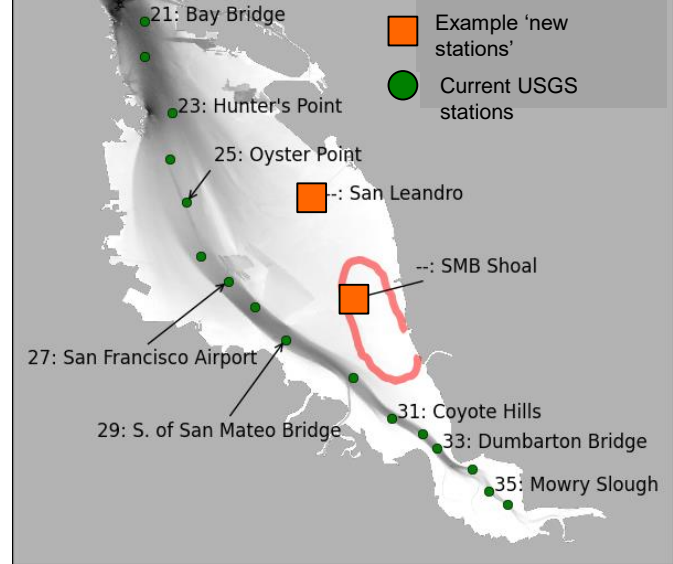 21: Bay Bridge
Example ‘new
stations’
Current USGS
stations
23: Hunter's Point
25: Oyster Point
--: San Leandro
--: SMB Shoal
27: San Francisco Airport
29: S. of San Mateo Bridge
31: Coyote Hills
33: Dumbarton Bridge
35: Mowry Slough